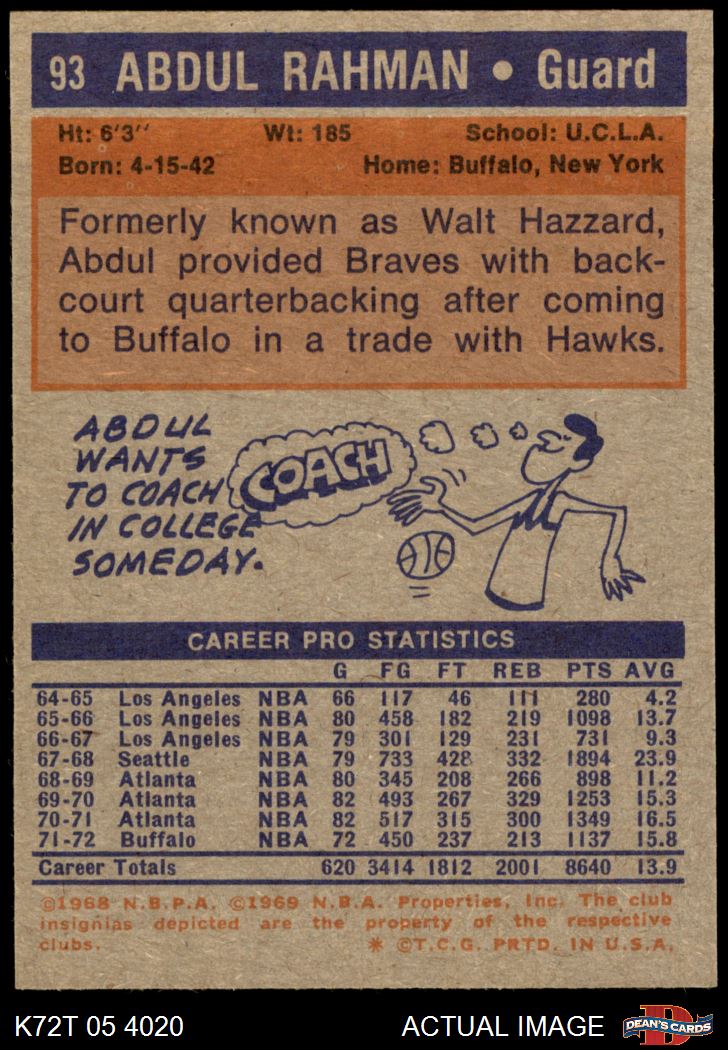 93 ABDUL RAHMAN • Guard
Ht: 6'3'' Wt: 185 School: U.C.L.A.
Born: 4-15-42 Home: Buffalo, New York
Formerly known as Walt Hazzard,
Abdul provided Braves with back-
court quarterbacking after coming
to Buffalo in a trade with Hawks.
ABDUL
WANTS
TO COACH
IN COLLEGE
SOMEDAY.
COACH
CAREER PRO STATISTICS
G FG FT REB PTS AVG
64-65 Los Angeles NBA 66 117 46 111 280 4.2
65-66 Los Angeles NBA 80 458 182 219 1098 13.7
66-67 Los Angeles NBA 79 301 129 231 731 9.3
67-68 Seattle NBA 79 733 428 332 1894 23.9
68-69 Atlanta NBA 80 345 208 266 898 11.2
69-70 Atlanta NBA 82 493 267 329 1253 15.3
70-71 Atlanta NBA 82 517 315 300 1349 16.5
71-72 Buffalo NBA 72 450 237 213 1137 15.8
Career Totals 620 3414 1812 2001 8640 13.9
©1968 N.B.P.A. ©1969 N.B.A. Properties, Inc. The club
insignias depicted are the property of the respective
clubs. * ©T.C.G. PRTD. IN U.S.A.
K72T 05 4020 ACTUAL IMAGE D DEAN'S CARDS